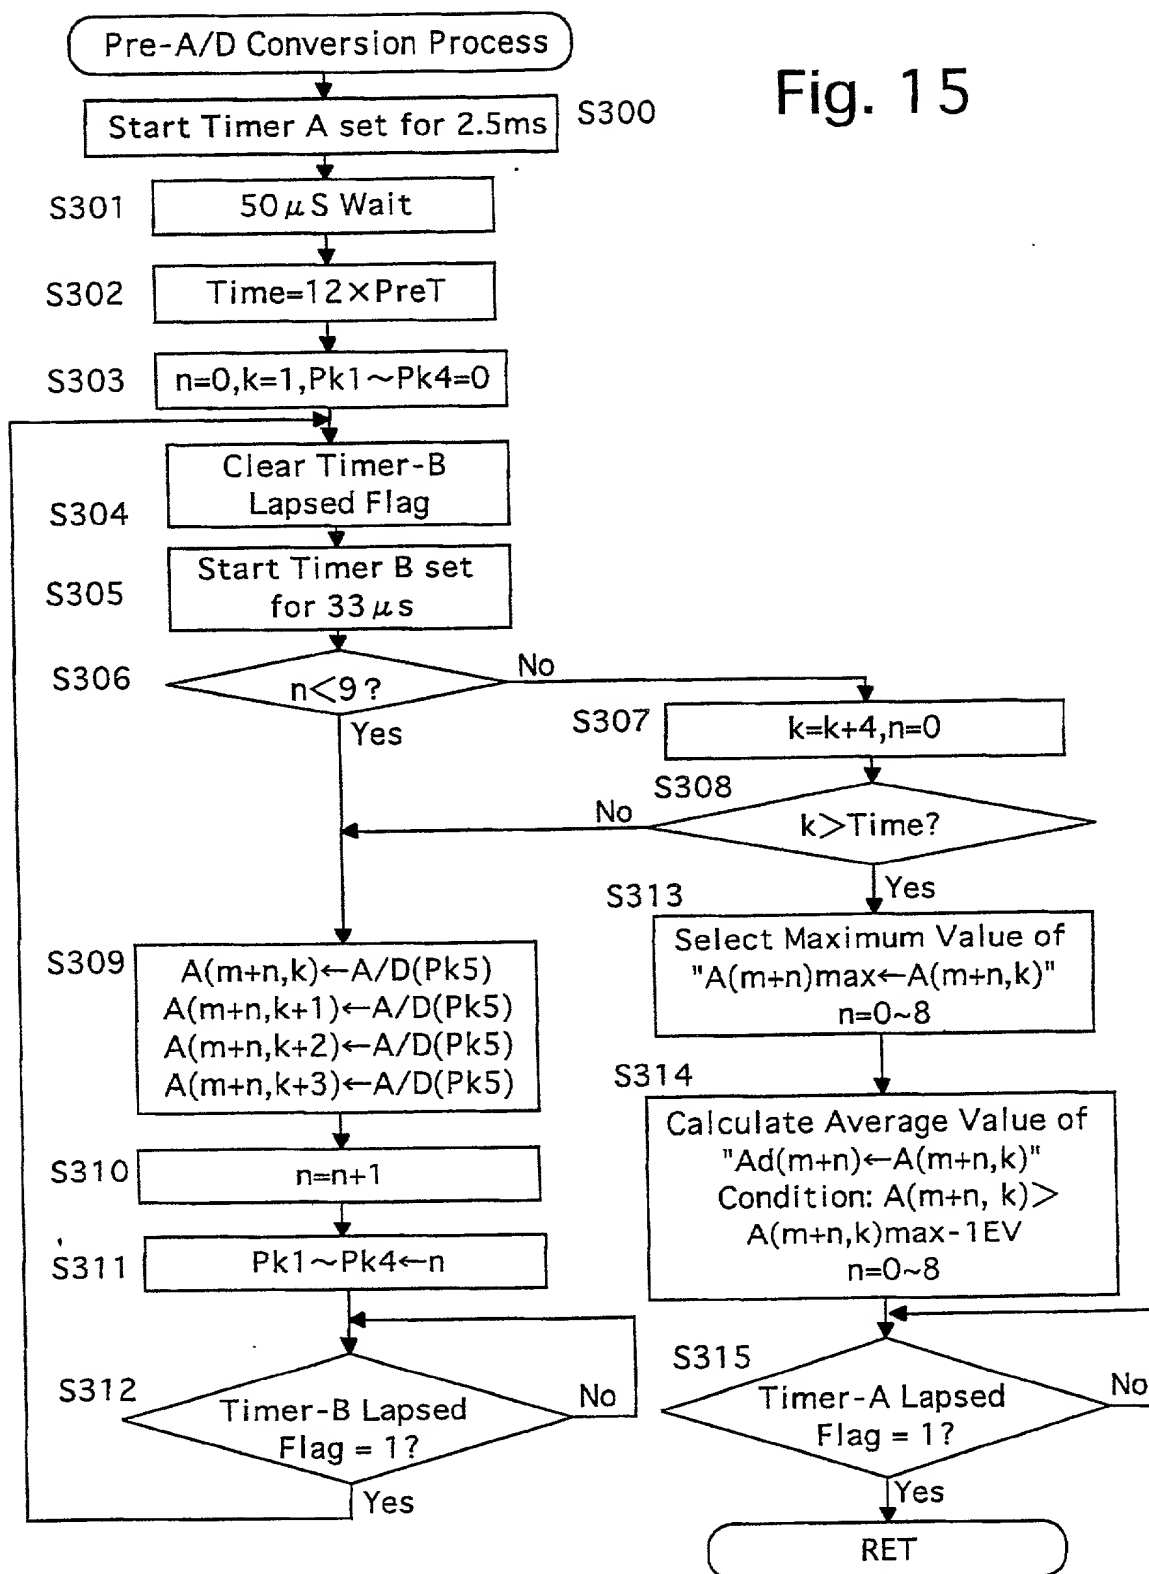 Pre-A/D Conversion Process
Fig. 15
Start Timer A set for 2.5ms
S300
S301
50μS Wait
S302
Time=12×PreT
S303
n=0,k=1,Pk1~Pk4=0
Clear Timer-B
Lapsed Flag
S304
Start Timer B set
for 33μs
S305
S306
n<9?
No
Yes
S307
k=k+4,n=0
S308
k>Time?
No
Yes
S313
Select Maximum Value of
"A(m+n)max←A(m+n,k)"
n=0~8
S309
A(m+n,k)←A/D(Pk5)
A(m+n,k+1)←A/D(Pk5)
A(m+n,k+2)←A/D(Pk5)
A(m+n,k+3)←A/D(Pk5)
S314
Calculate Average Value of
"Ad(m+n)←A(m+n,k)"
Condition: A(m+n, k)>
A(m+n,k)max-1EV
n=0~8
S310
n=n+1
S311
Pk1~Pk4←n
S312
Timer-B Lapsed
Flag = 1?
No
Yes
S315
Timer-A Lapsed
Flag = 1?
No
Yes
RET